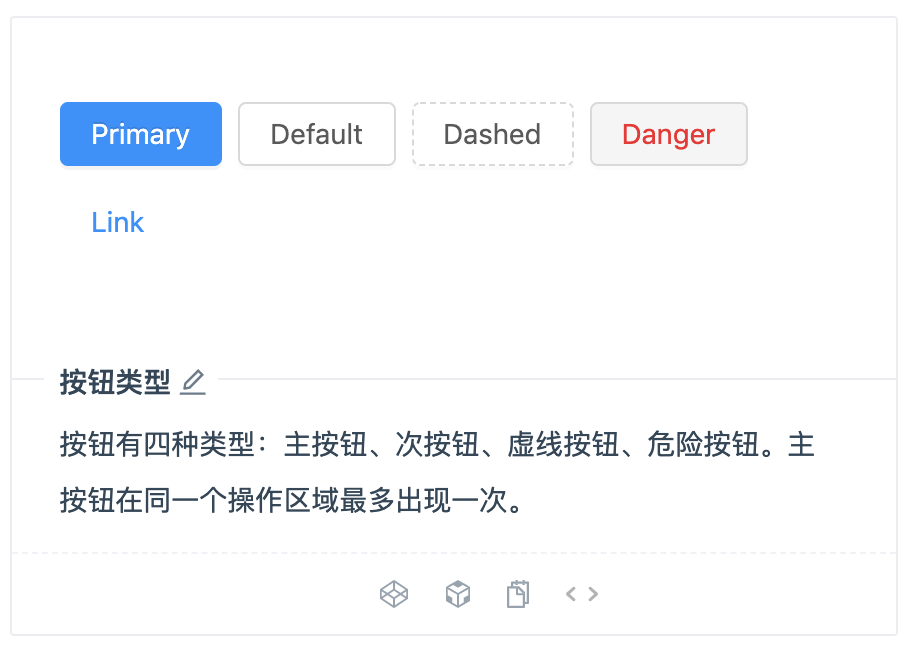 Primary Default Dashed Danger
Link
按钮类型
按钮有四种类型：主按钮、次按钮、虚线按钮、危险按钮。主
按钮在同一个操作区域最多出现一次。